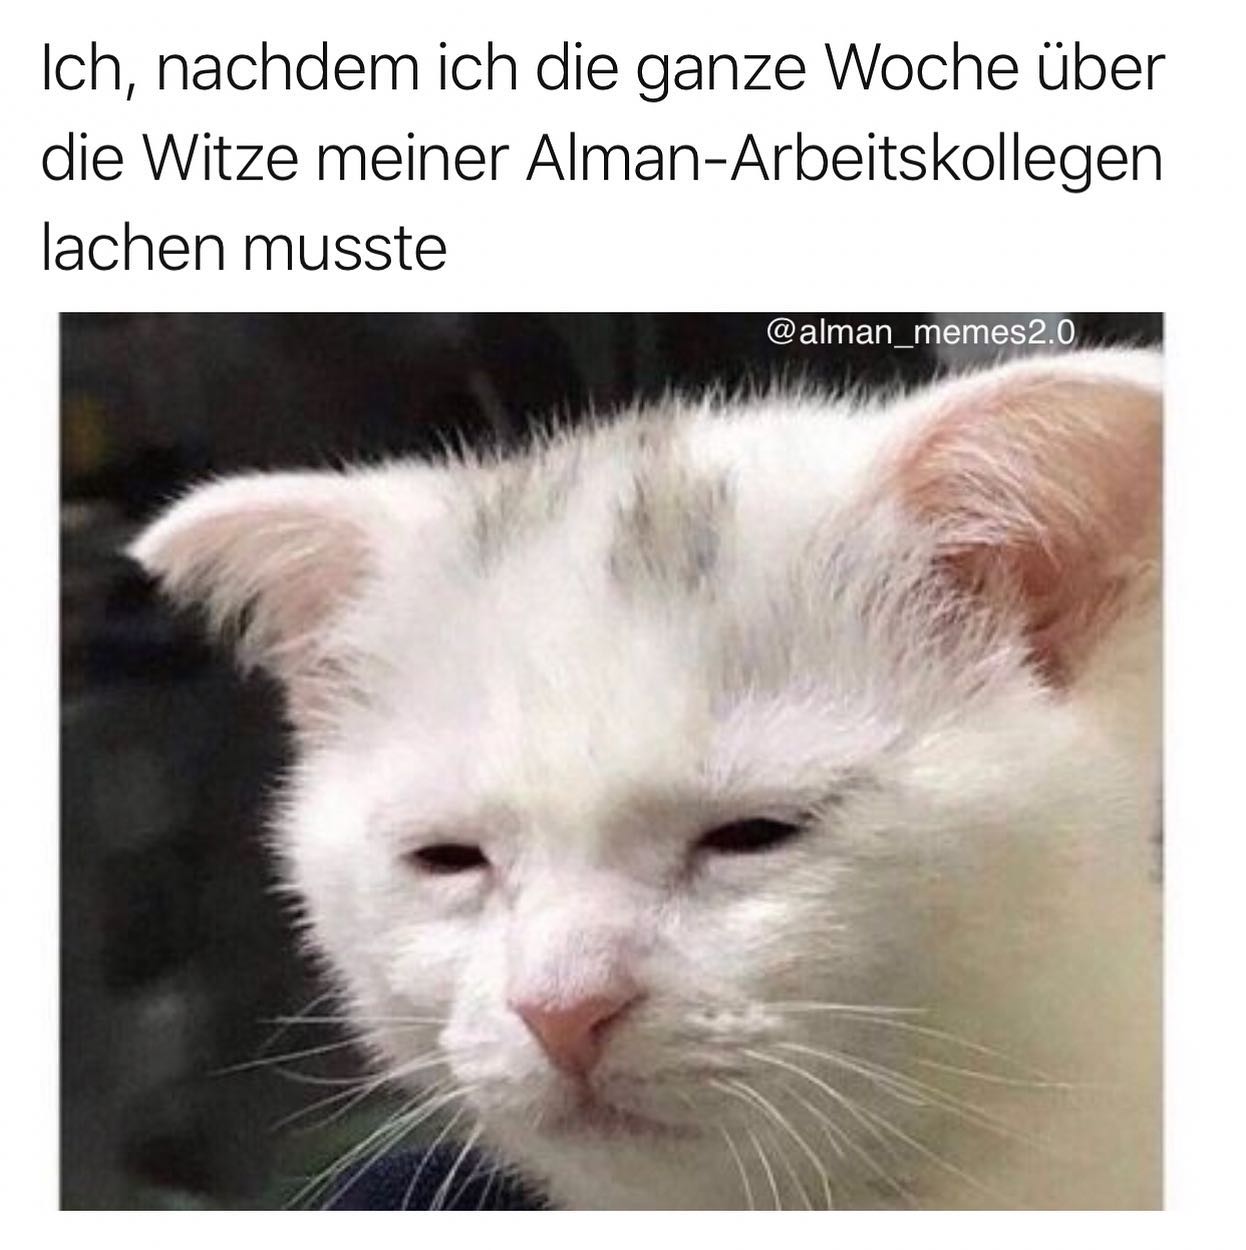 Ich, nachdem ich die ganze Woche über
die Witze meiner Alman-Arbeitskollegen
lachen musste
@alman_memes2.0